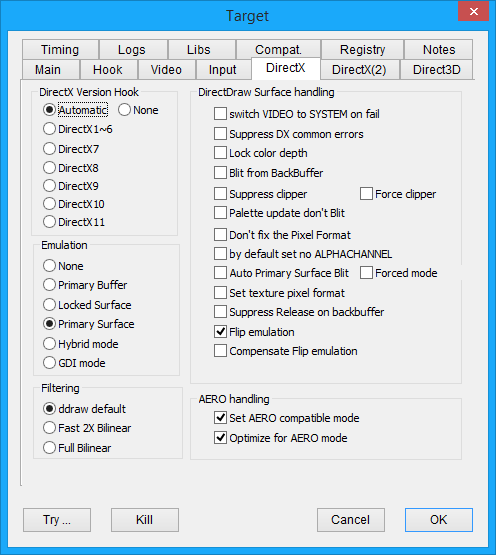 Target
Timing Logs Libs Compat. Registry Notes
Main Hook Video Input DirectX DirectX(2) Direct3D
DirectX Version Hook
Automatic None
DirectX1~6
DirectX7
DirectX8
DirectX9
DirectX10
DirectX11
Emulation
None
Primary Buffer
Locked Surface
Primary Surface
Hybrid mode
GDI mode
Filtering
ddraw default
Fast 2X Bilinear
Full Bilinear
DirectDraw Surface handling
switch VIDEO to SYSTEM on fail
Suppress DX common errors
Lock color depth
Blit from BackBuffer
Suppress clipper Force clipper
Palette update don't Blit
Don't fix the Pixel Format
by default set no ALPHACHANNEL
Auto Primary Surface Blit Forced mode
Set texture pixel format
Suppress Release on backbuffer
Flip emulation
Compensate Flip emulation
AERO handling
Set AERO compatible mode
Optimize for AERO mode
Try ... Kill Cancel OK